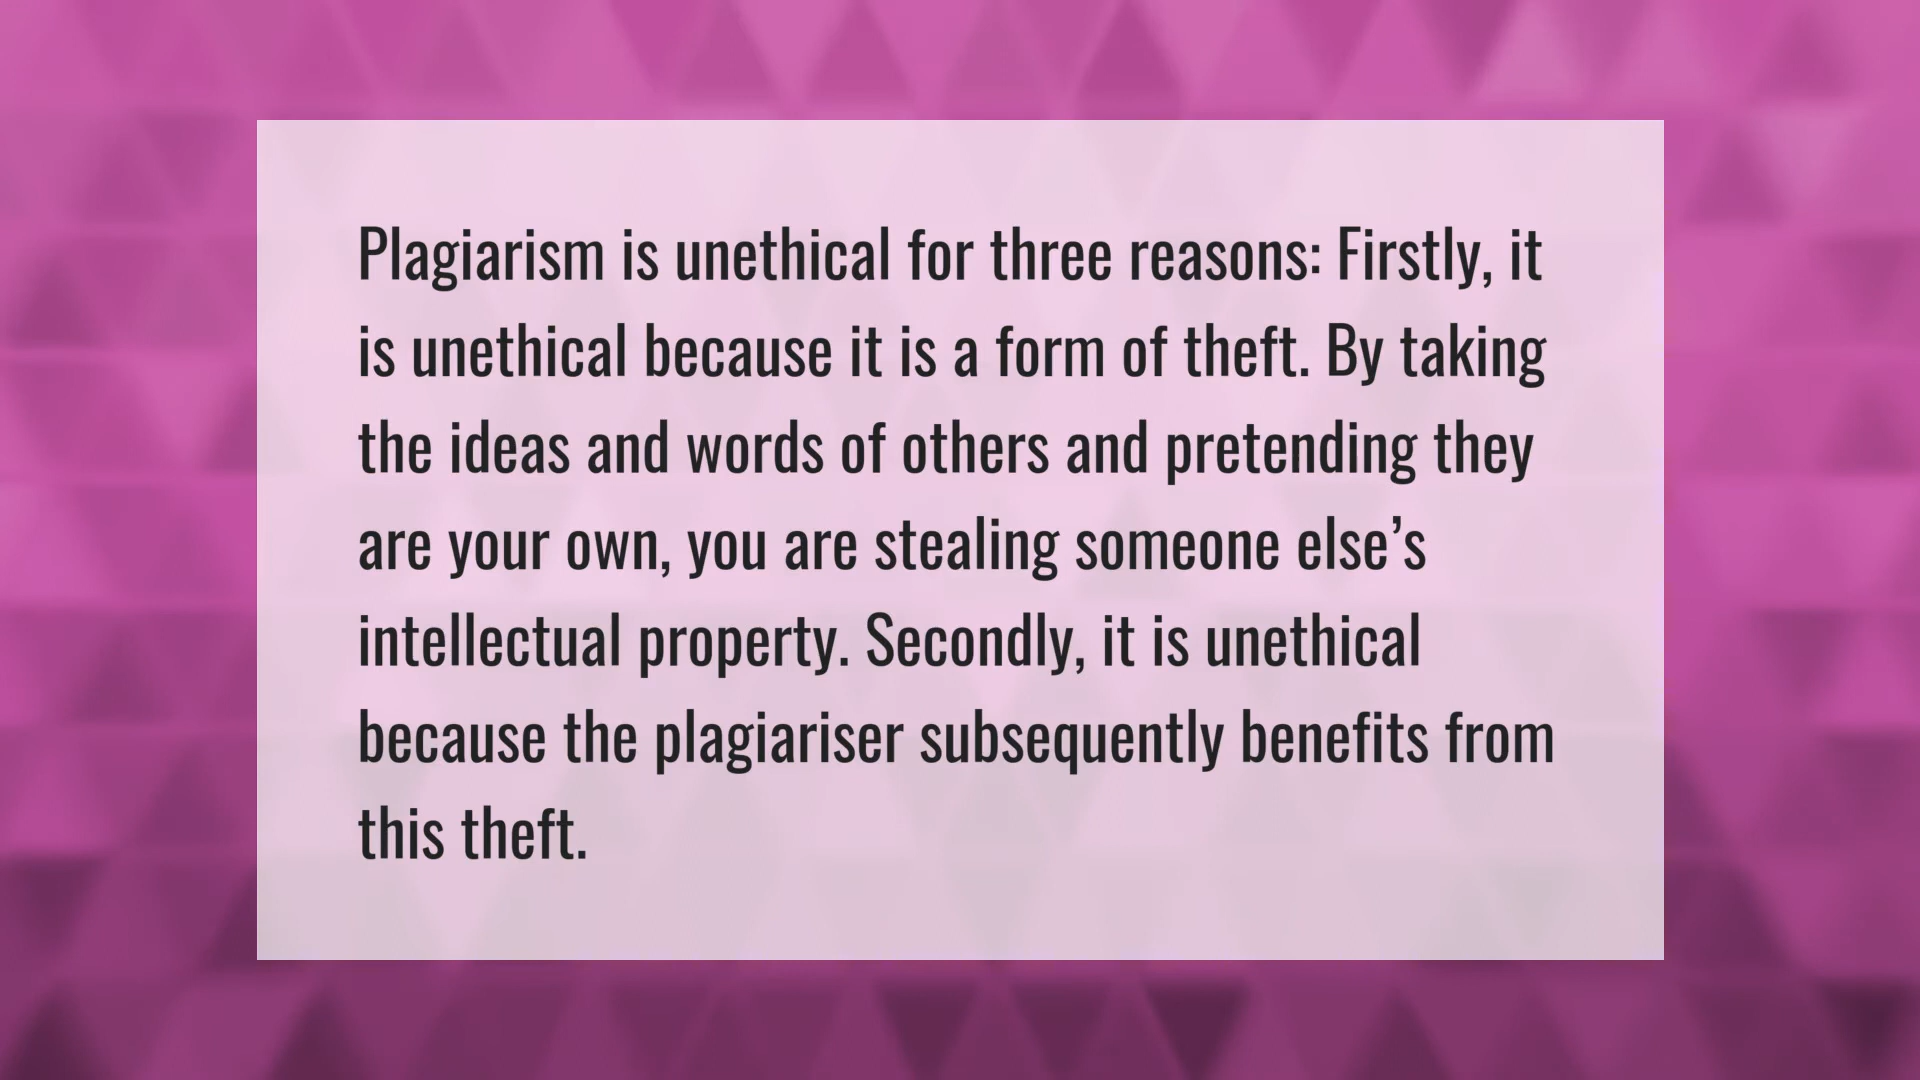 Plagiarism is unethical for three reasons: Firstly, it
is unethical because it is a form of theft. By taking
the ideas and words of others and pretending they
are your own, you are stealing someone else’s
intellectual property. Secondly, it is unethical
because the plagiariser subsequently benefits from
this theft.